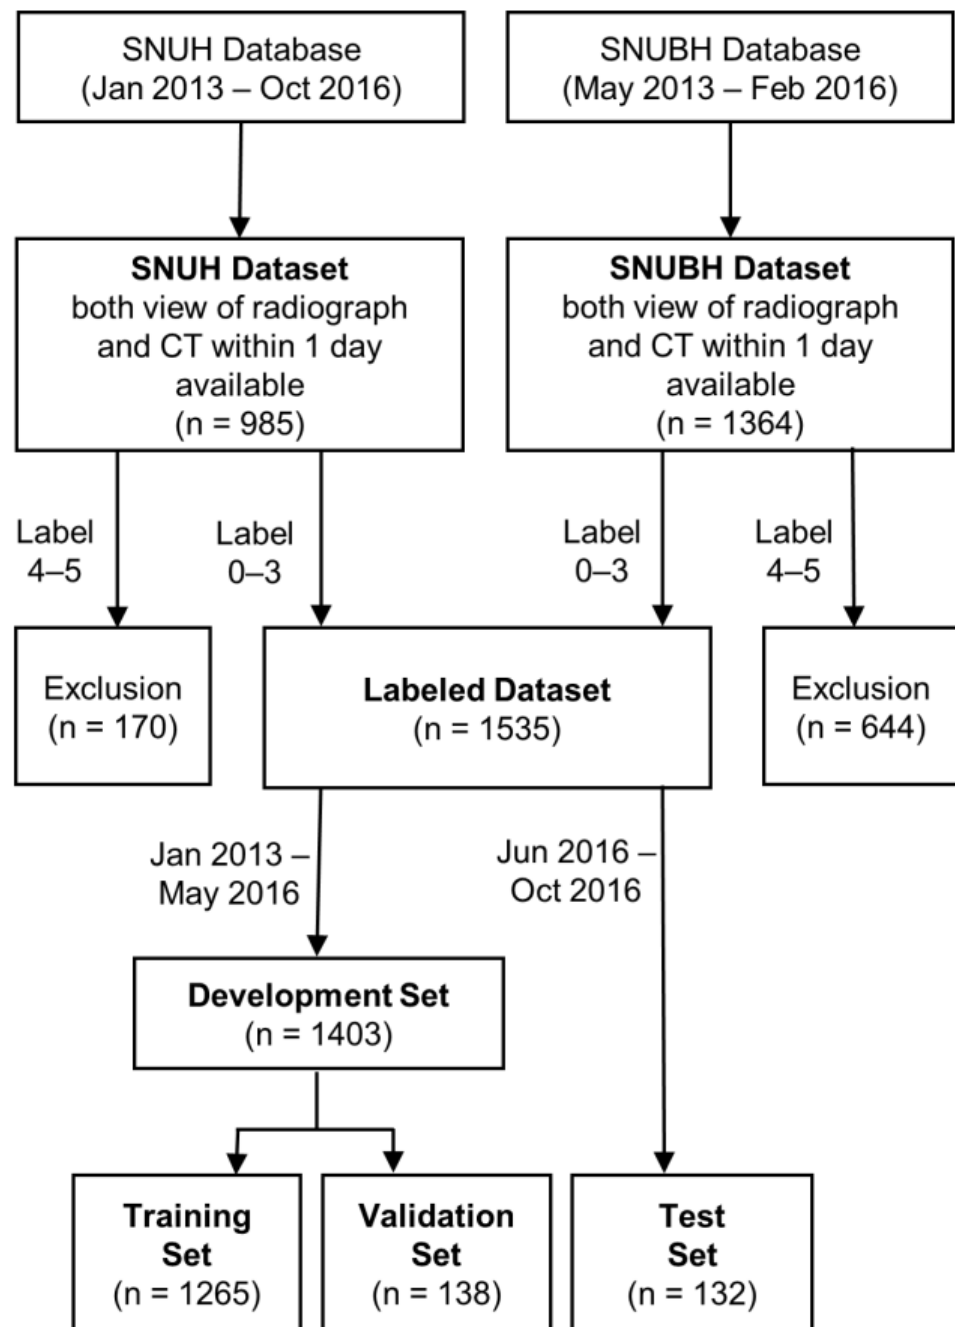 SNUH Database
(Jan 2013 – Oct 2016)
SNUBH Database
(May 2013 – Feb 2016)
SNUH Dataset
both view of radiograph
and CT within 1 day
available
(n = 985)
SNUBH Dataset
both view of radiograph
and CT within 1 day
available
(n = 1364)
Label
4–5
Label
0–3
Label
0–3
Label
4–5
Exclusion
(n = 170)
Labeled Dataset
(n = 1535)
Exclusion
(n = 644)
Jan 2013 –
May 2016
Jun 2016 –
Oct 2016
Development Set
(n = 1403)
Training
Set
(n = 1265)
Validation
Set
(n = 138)
Test
Set
(n = 132)